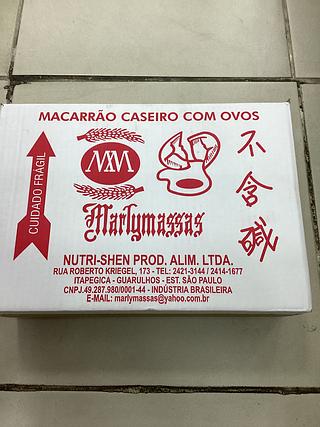 MACARRÃO CASEIRO COM OVOS
CUIDADO FRÁGIL
MM
Marlymassas
不含碱
NUTRI-SHEN PROD. ALIM. LTDA.
RUA ROBERTO KRIEGEL, 173 - TEL: 2421-3144 / 2414-1677
ITAPEGICA - GUARULHOS - EST. SÃO PAULO
CNPJ.49.287.980/0001-44 - INDÚSTRIA BRASILEIRA
E-MAIL: marlymassas@yahoo.com.br